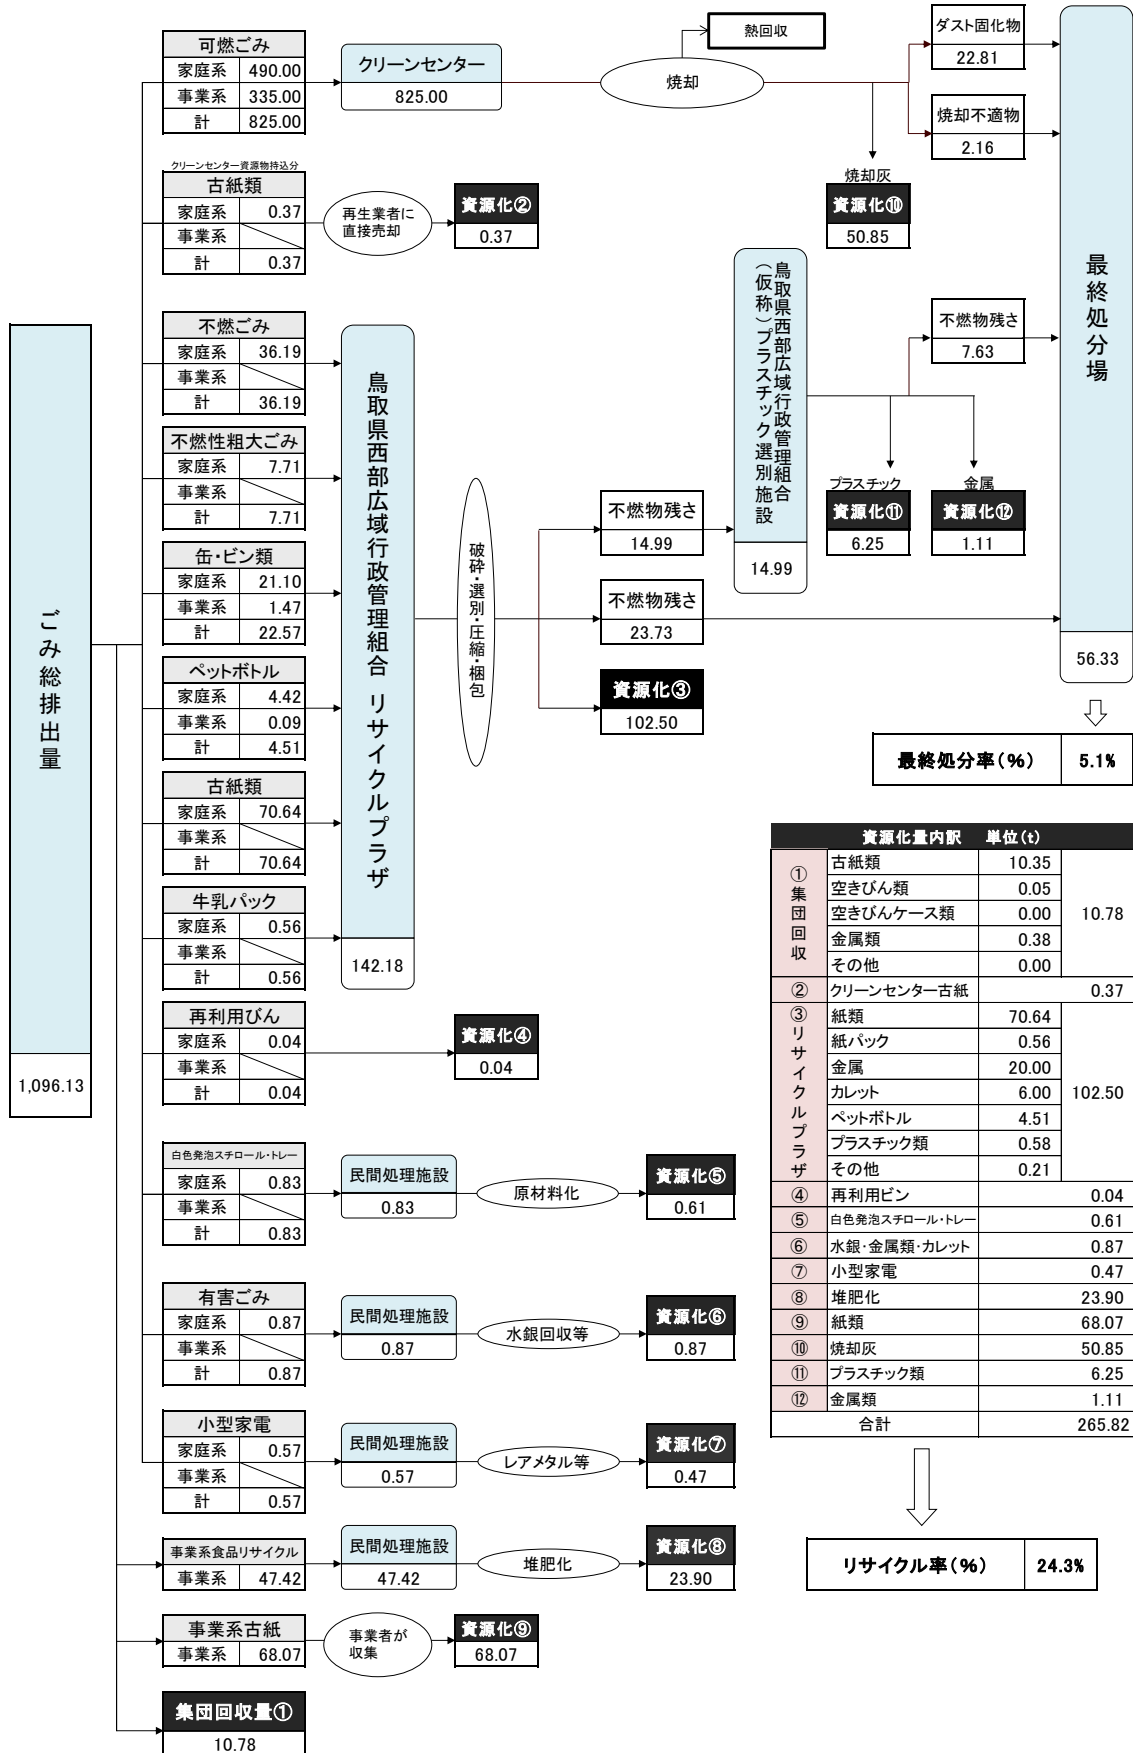 ごみ総排出量
1,096.13
可燃ごみ
家庭系 490.00
事業系 335.00
計 825.00
クリーンセンター
825.00
焼却
熱回収
ダスト固化物
22.81
焼却不適物
2.16
焼却灰
資源化⑩
50.85
クリーンセンター資源物持込分
古紙類
家庭系 0.37
事業系
計 0.37
再生業者に
直接売却
資源化②
0.37
不燃ごみ
家庭系 36.19
事業系
計 36.19
不燃性粗大ごみ
家庭系 7.71
事業系
計 7.71
缶・ビン類
家庭系 21.10
事業系 1.47
計 22.57
ペットボトル
家庭系 4.42
事業系 0.09
計 4.51
古紙類
家庭系 70.64
事業系
計 70.64
牛乳パック
家庭系 0.56
事業系
計 0.56
鳥取県西部広域行政管理組合 リサイクルプラザ
142.18
破砕・選別・圧縮・梱包
不燃物残さ
14.99
不燃物残さ
23.73
資源化③
102.50
鳥取県西部広域行政管理組合
(仮称)プラスチック選別施設
14.99
不燃物残さ
7.63
プラスチック
資源化⑪
6.25
金属
資源化⑫
1.11
最終処分場
56.33
最終処分率(%) 5.1%
再利用びん
家庭系 0.04
事業系
計 0.04
資源化④
0.04
白色発泡スチロール・トレー
家庭系 0.83
事業系
計 0.83
民間処理施設
0.83
原材料化
資源化⑤
0.61
有害ごみ
家庭系 0.87
事業系
計 0.87
民間処理施設
0.87
水銀回収等
資源化⑥
0.87
小型家電
家庭系 0.57
事業系
計 0.57
民間処理施設
0.57
レアメタル等
資源化⑦
0.47
事業系食品リサイクル
事業系 47.42
民間処理施設
47.42
堆肥化
資源化⑧
23.90
事業系古紙
事業系 68.07
事業者が
収集
資源化⑨
68.07
集団回収量①
10.78
資源化量内訳 単位(t)
①集団回収
古紙類 10.35
空きびん類 0.05
空きびんケース類 0.00
金属類 0.38
その他 0.00
10.78
② クリーンセンター古紙 0.37
③リサイクルプラザ
紙類 70.64
紙パック 0.56
金属 20.00
カレット 6.00
ペットボトル 4.51
プラスチック類 0.58
その他 0.21
102.50
④ 再利用ビン 0.04
⑤ 白色発泡スチロール・トレー 0.61
⑥ 水銀・金属類・カレット 0.87
⑦ 小型家電 0.47
⑧ 堆肥化 23.90
⑨ 紙類 68.07
⑩ 焼却灰 50.85
⑪ プラスチック類 6.25
⑫ 金属類 1.11
合計 265.82
リサイクル率(%) 24.3%